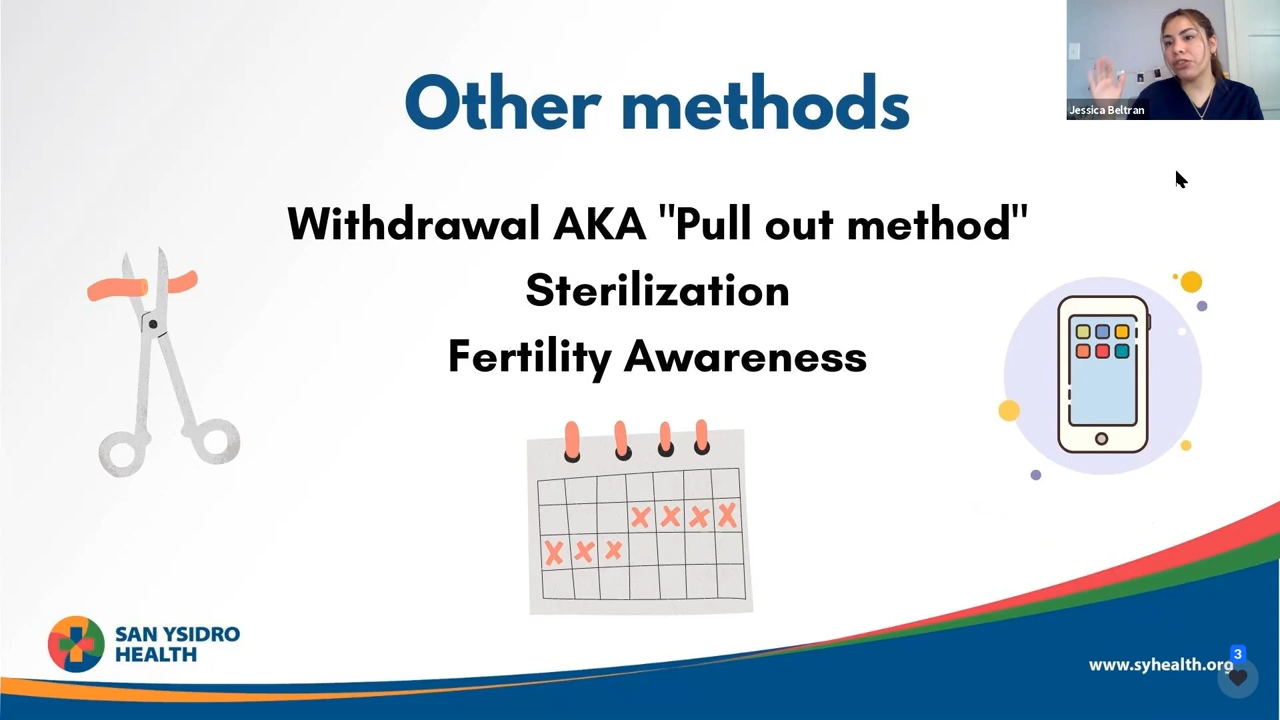 Other methods
Jessica Beltran
Withdrawal AKA "Pull out method"
Sterilization
Fertility Awareness
SAN YSIDRO
HEALTH
www.syhealth.org
3